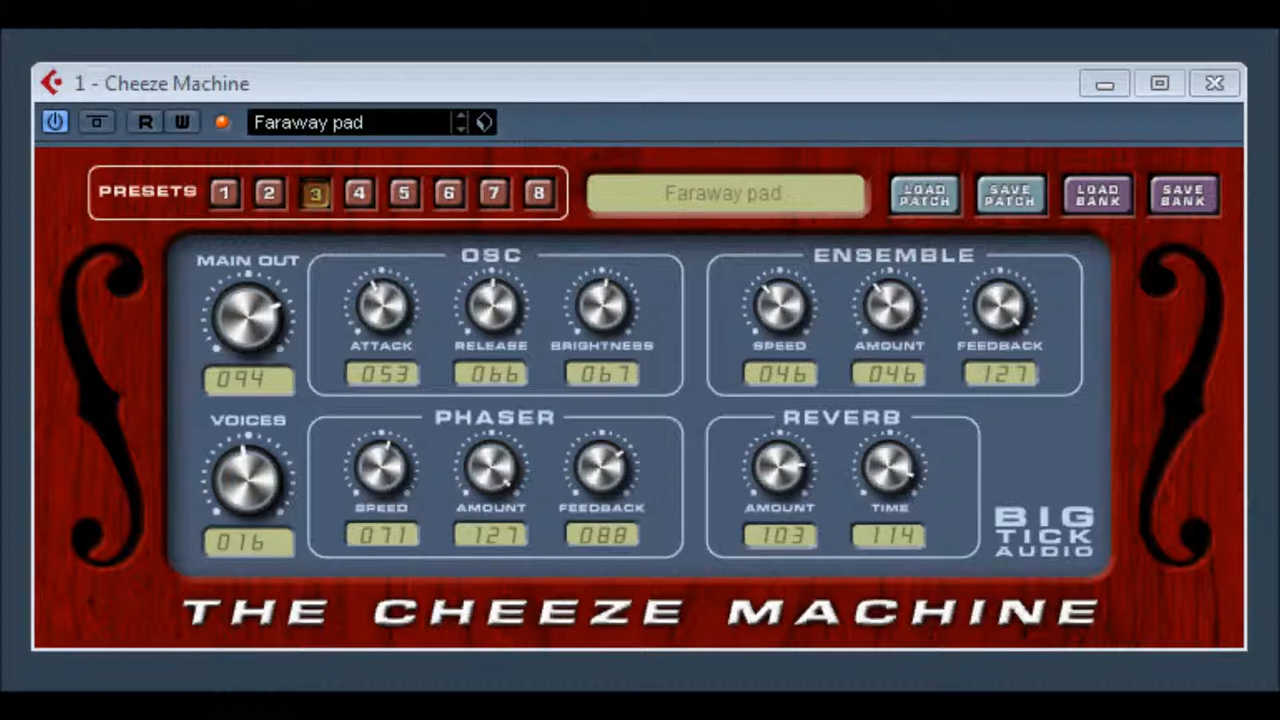 1 - Cheeze Machine
R W Faraway pad
PRESETS 1 2 3 4 5 6 7 8 Faraway pad LOAD PATCH SAVE PATCH LOAD BANK SAVE BANK
MAIN OUT OSC ENSEMBLE
ATTACK RELEASE BRIGHTNESS SPEED AMOUNT FEEDBACK
094 053 066 067 046 046 127
VOICES PHASER REVERB
SPEED AMOUNT FEEDBACK AMOUNT TIME
016 071 127 088 103 114
BIG
TICK
AUDIO
THE CHEEZE MACHINE